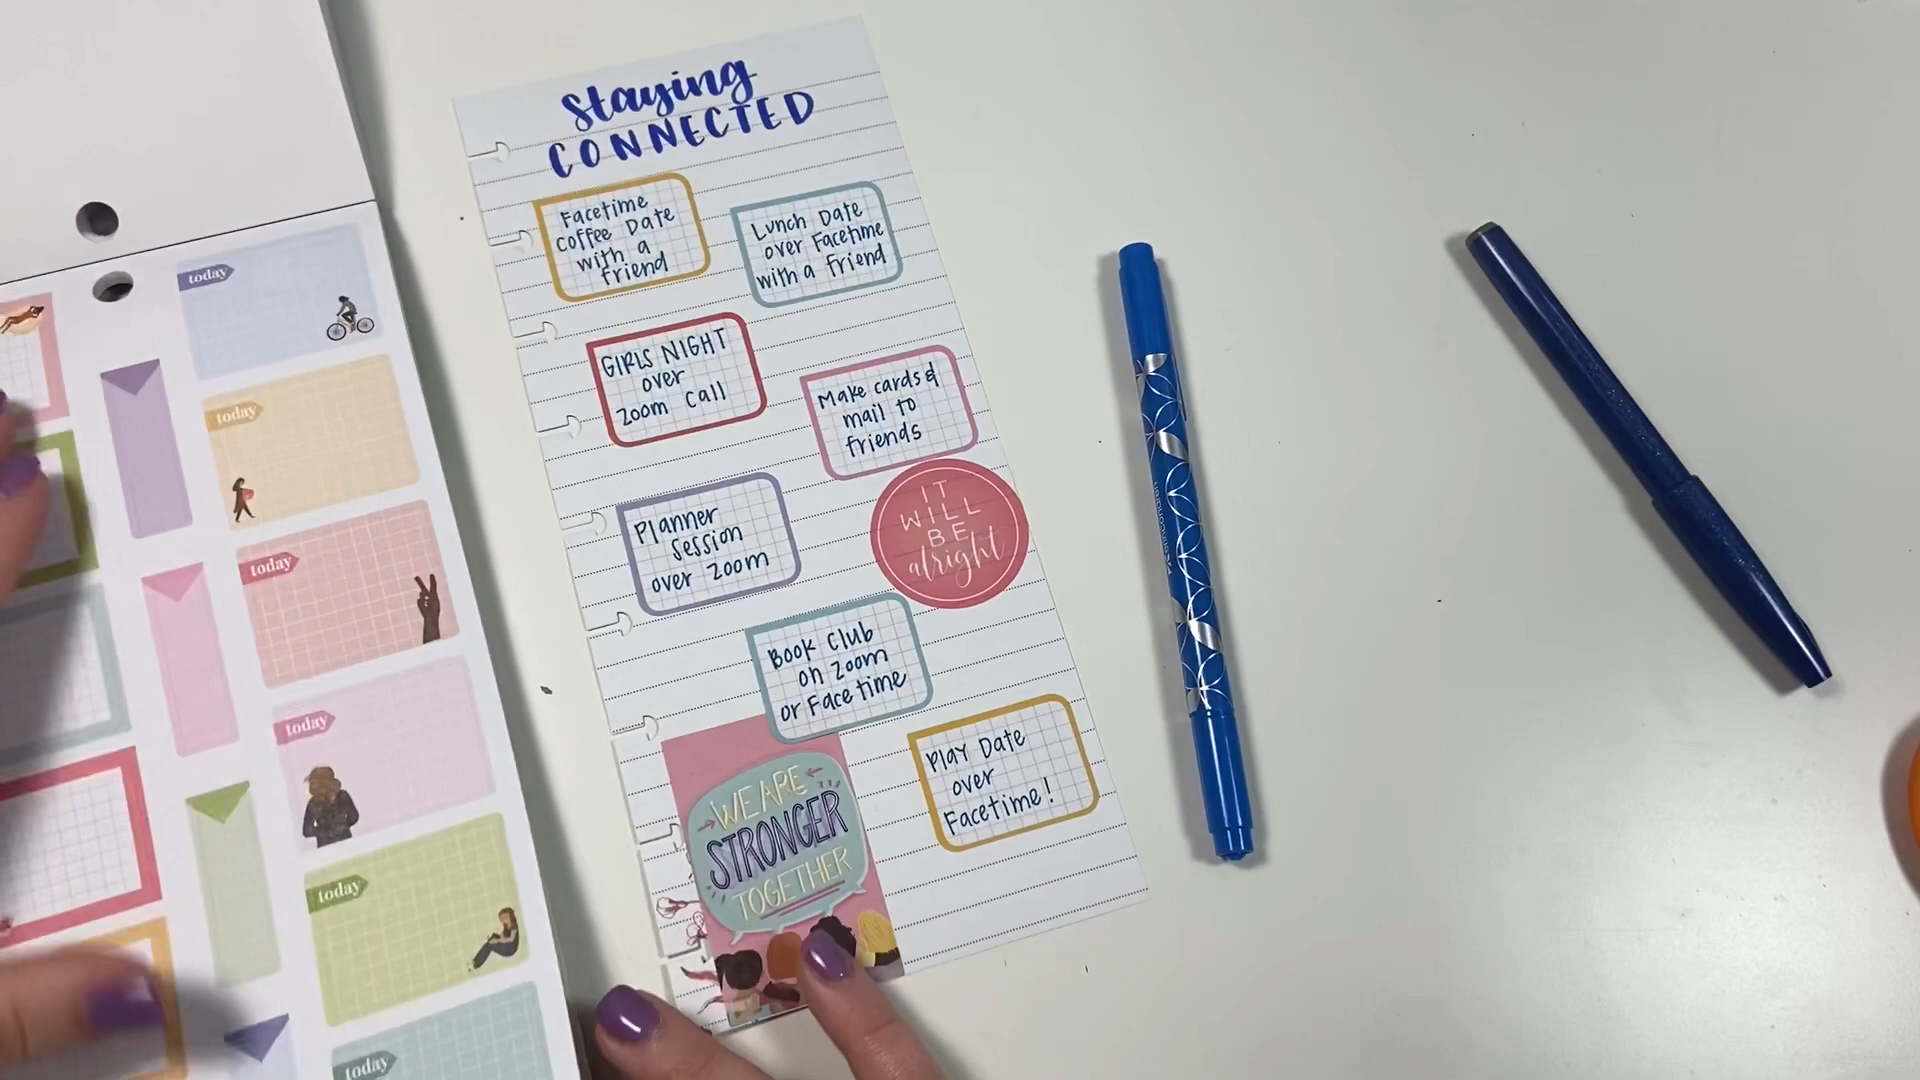 Staying
CONNECTED
Facetime
Coffee Date
with a
friend
Lunch Date
over Facetime
with a friend
GIRLS NIGHT
over
Zoom call
Make cards &
mail to
friends
Planner
Session
over zoom
IT
WILL
BE
alright
Book Club
on Zoom
or Facetime
Play Date
over
Facetime!
WE ARE
STRONGER
TOGETHER
today
today
today
today
today
today